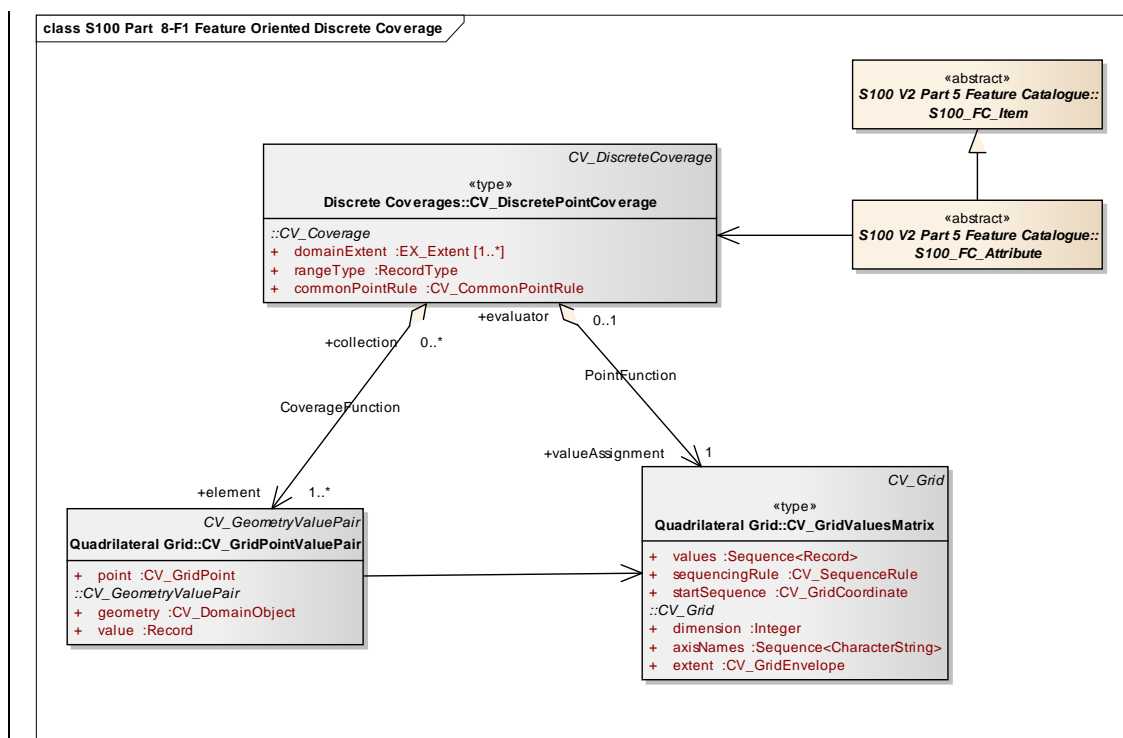 class S100 Part 8-F1 Feature Oriented Discrete Coverage
«abstract»
S100 V2 Part 5 Feature Catalogue::
S100_FC_Item
CV_DiscreteCoverage
«type»
Discrete Coverages::CV_DiscretePointCoverage
::CV_Coverage
+ domainExtent :EX_Extent [1..*]
+ rangeType :RecordType
+ commonPointRule :CV_CommonPointRule
«abstract»
S100 V2 Part 5 Feature Catalogue::
S100_FC_Attribute
+collection 0..*
+evaluator 0..1
CoverageFunction
PointFunction
+element 1..*
+valueAssignment 1
CV_GeometryValuePair
Quadrilateral Grid::CV_GridPointValuePair
+ point :CV_GridPoint
::CV_GeometryValuePair
+ geometry :CV_DomainObject
+ value :Record
CV_Grid
«type»
Quadrilateral Grid::CV_GridValuesMatrix
+ values :Sequence<Record>
+ sequencingRule :CV_SequenceRule
+ startSequence :CV_GridCoordinate
::CV_Grid
+ dimension :Integer
+ axisNames :Sequence<CharacterString>
+ extent :CV_GridEnvelope